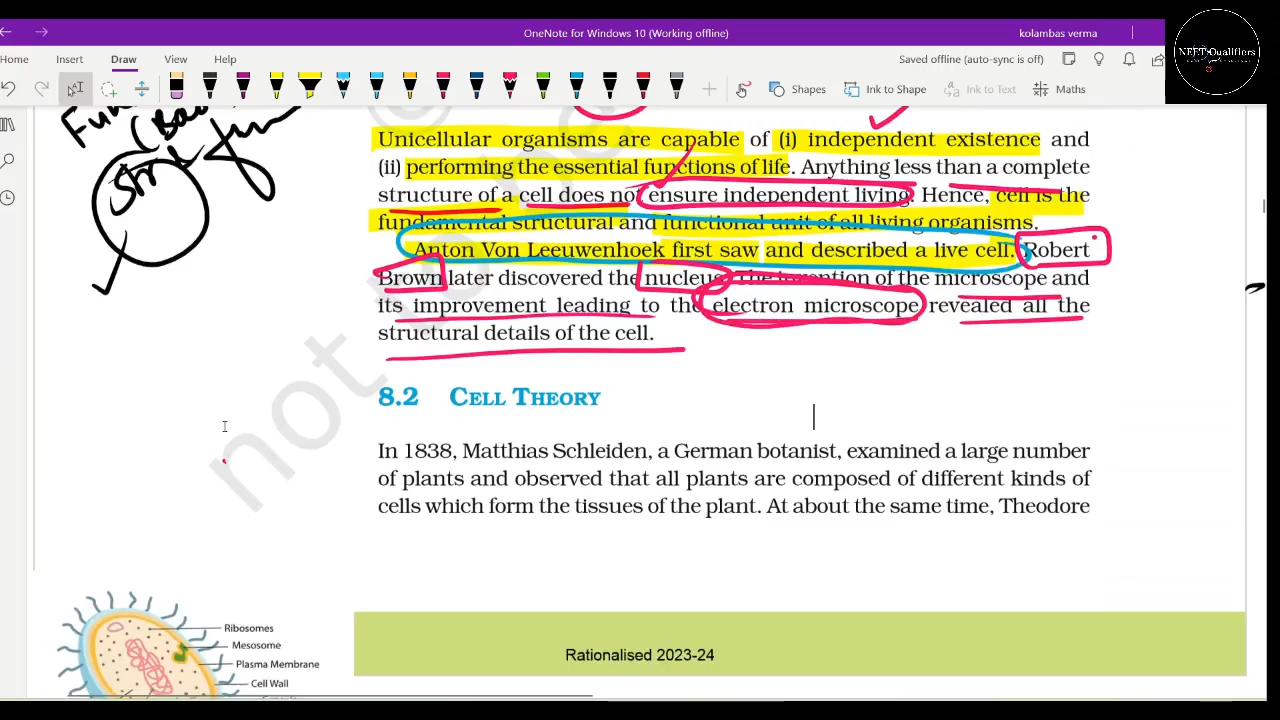 OneNote for Windows 10 (Working offline)
kolambas verma
NEET Qualifiers
Home Insert Draw View Help
Saved offline (auto-sync is off)
Shapes
Ink to Shape
Ink to Text
Maths
Unicellular organisms are capable of (i) independent existence and
(ii) performing the essential functions of life. Anything less than a complete
structure of a cell does not ensure independent living. Hence, cell is the
fundamental structural and functional unit of all living organisms.
Anton Von Leeuwenhoek first saw and described a live cell. Robert
Brown later discovered the nucleus. The invention of the microscope and
its improvement leading to the electron microscope revealed all the
structural details of the cell.
8.2 CELL THEORY
In 1838, Matthias Schleiden, a German botanist, examined a large number
of plants and observed that all plants are composed of different kinds of
cells which form the tissues of the plant. At about the same time, Theodore
not
Ribosomes
Mesosome
Plasma Membrane
Cell Wall
Rationalised 2023-24